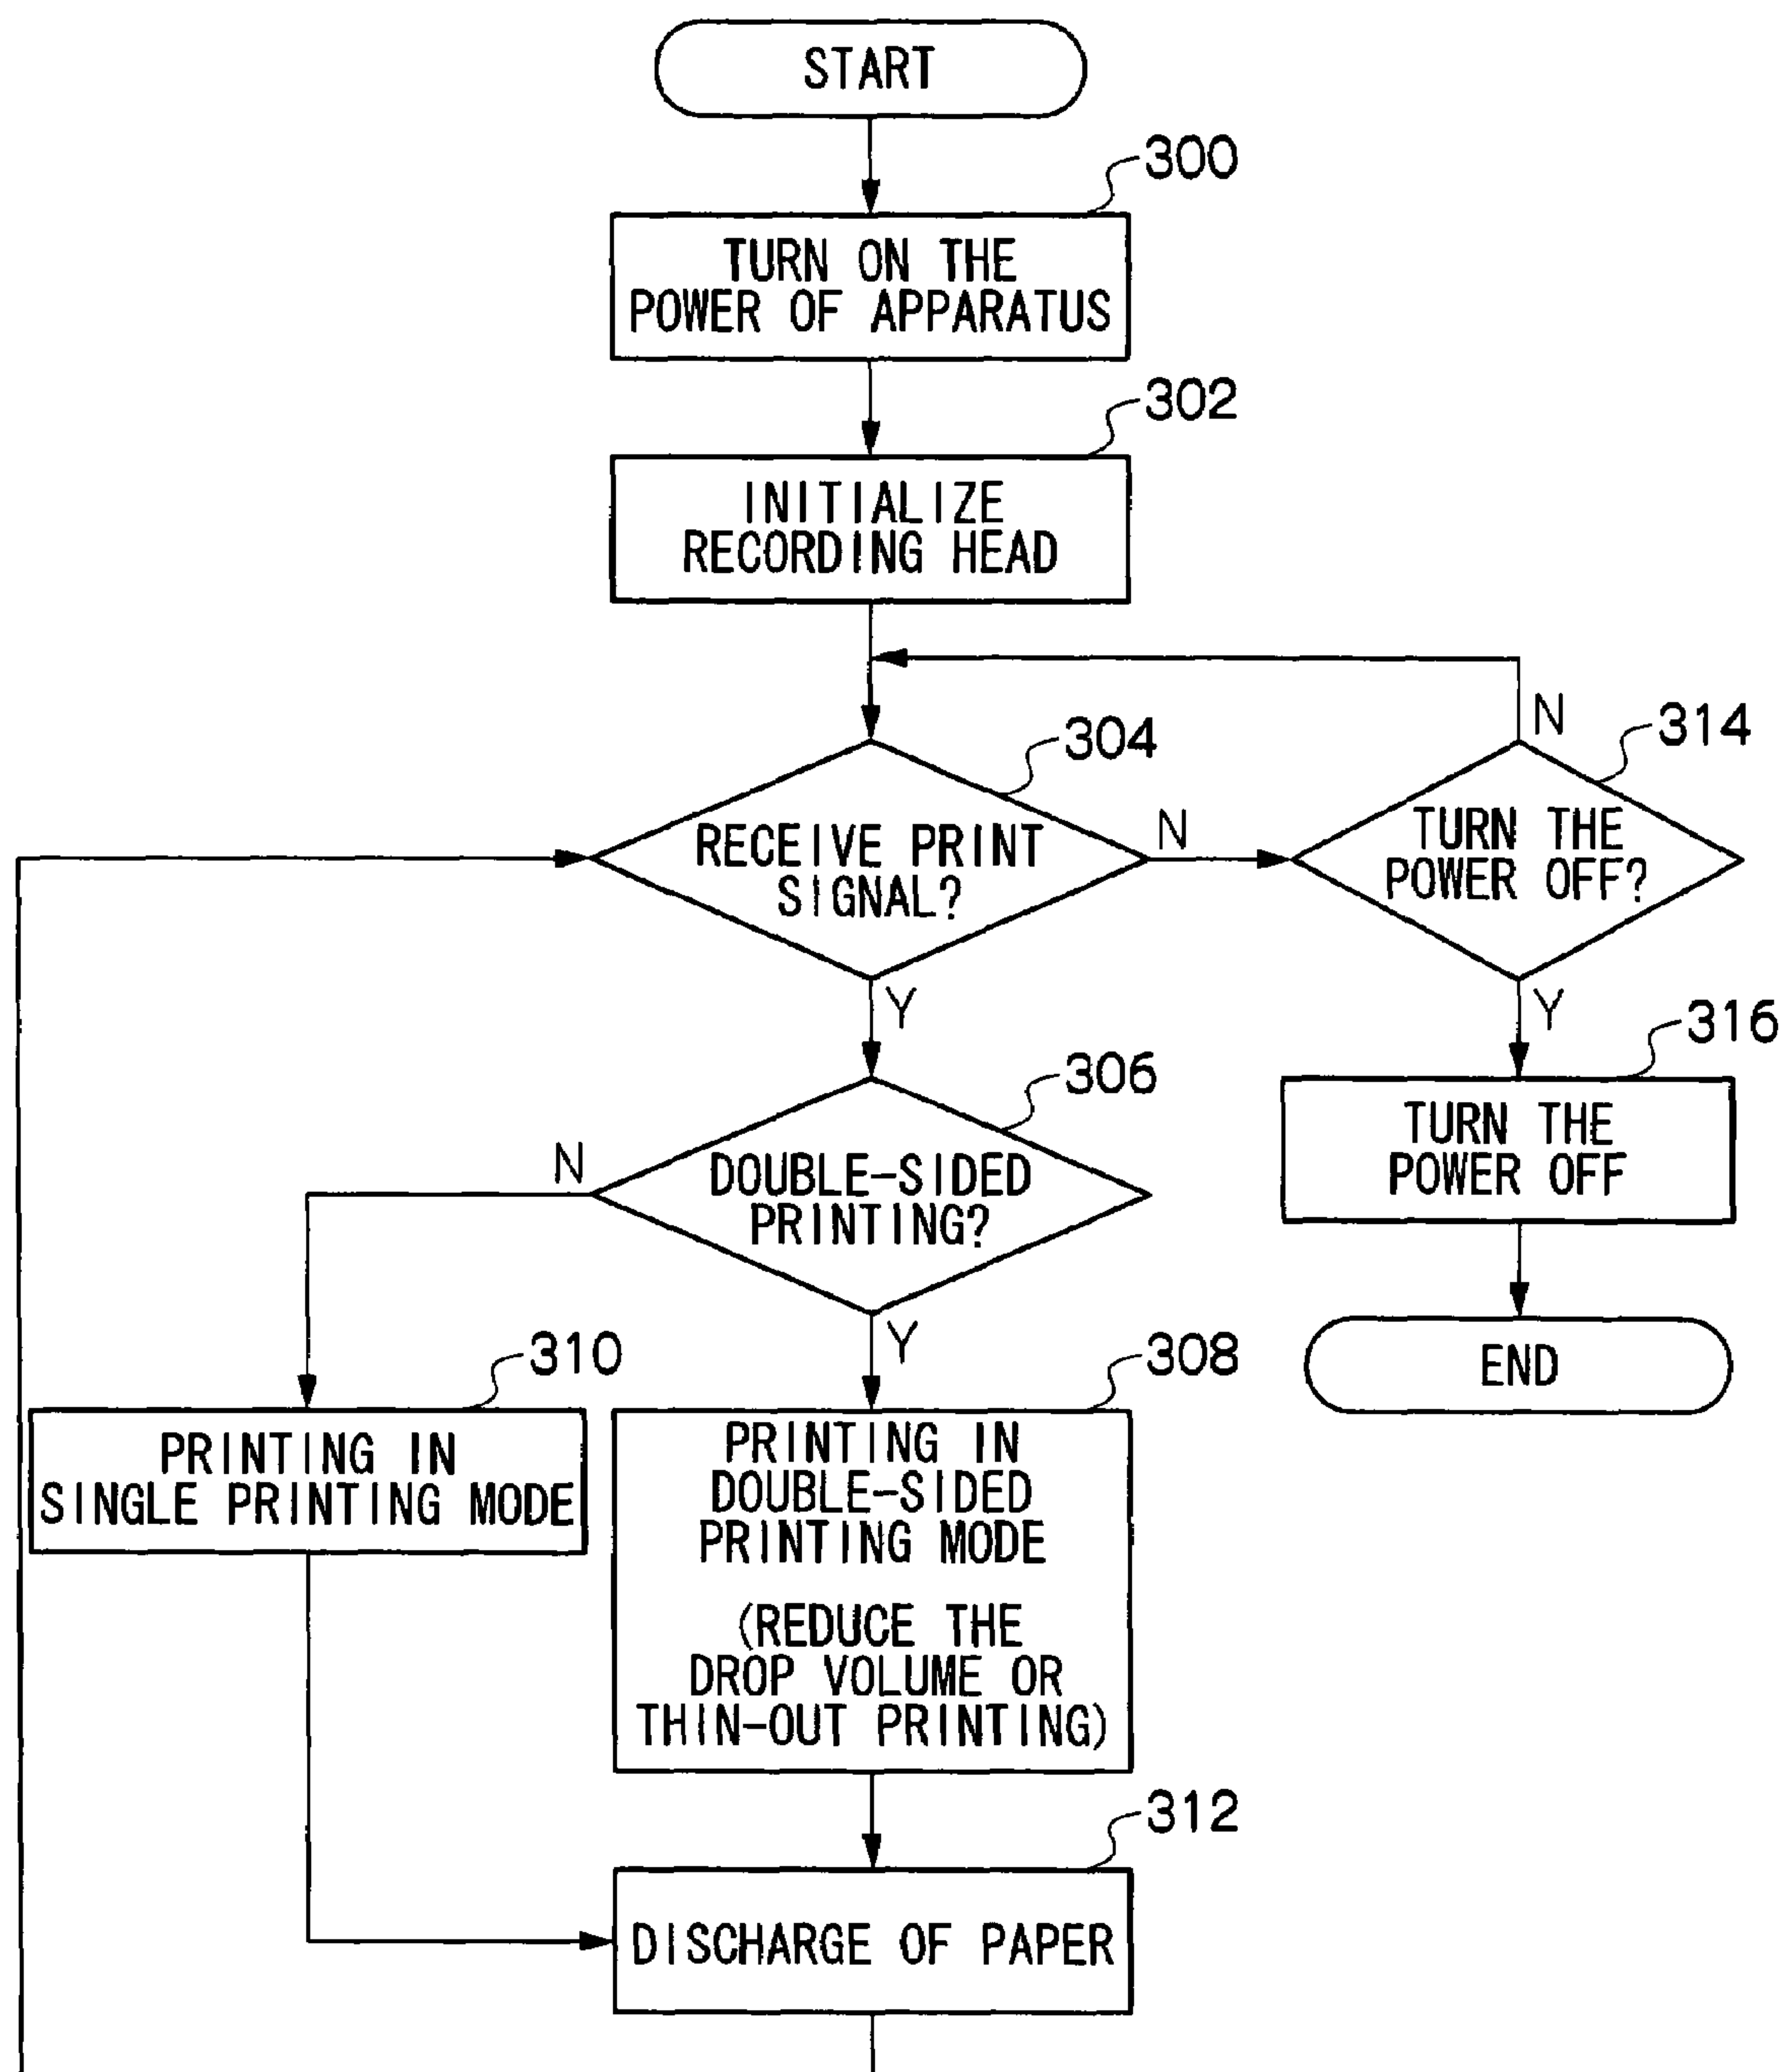 START
300
TURN ON THE
POWER OF APPARATUS
302
INITIALIZE
RECORDING HEAD
304
RECEIVE PRINT
SIGNAL?
N
Y
314
TURN THE
POWER OFF?
N
Y
316
TURN THE
POWER OFF
END
306
DOUBLE-SIDED
PRINTING?
N
Y
310
PRINTING IN
SINGLE PRINTING MODE
308
PRINTING IN
DOUBLE-SIDED
PRINTING MODE
(REDUCE THE
DROP VOLUME OR
THIN-OUT PRINTING)
312
DISCHARGE OF PAPER